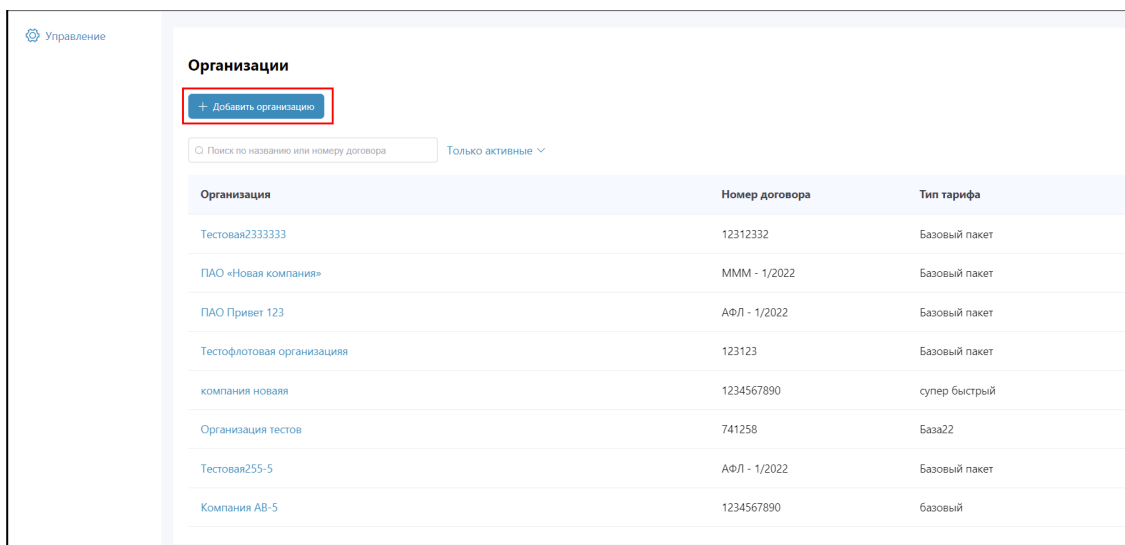 Управление
Организации
+ Добавить организацию
Поиск по названию или номеру договора Только активные
Организация Номер договора Тип тарифа
Тестовая2333333 12312332 Базовый пакет
ПАО «Новая компания» МММ - 1/2022 Базовый пакет
ПАО Привет 123 АФЛ - 1/2022 Базовый пакет
Тестофлотовая организацияя 123123 Базовый пакет
компания новаяя 1234567890 супер быстрый
Организация тестов 741258 База22
Тестовая255-5 АФЛ - 1/2022 Базовый пакет
Компания АВ-5 1234567890 базовый